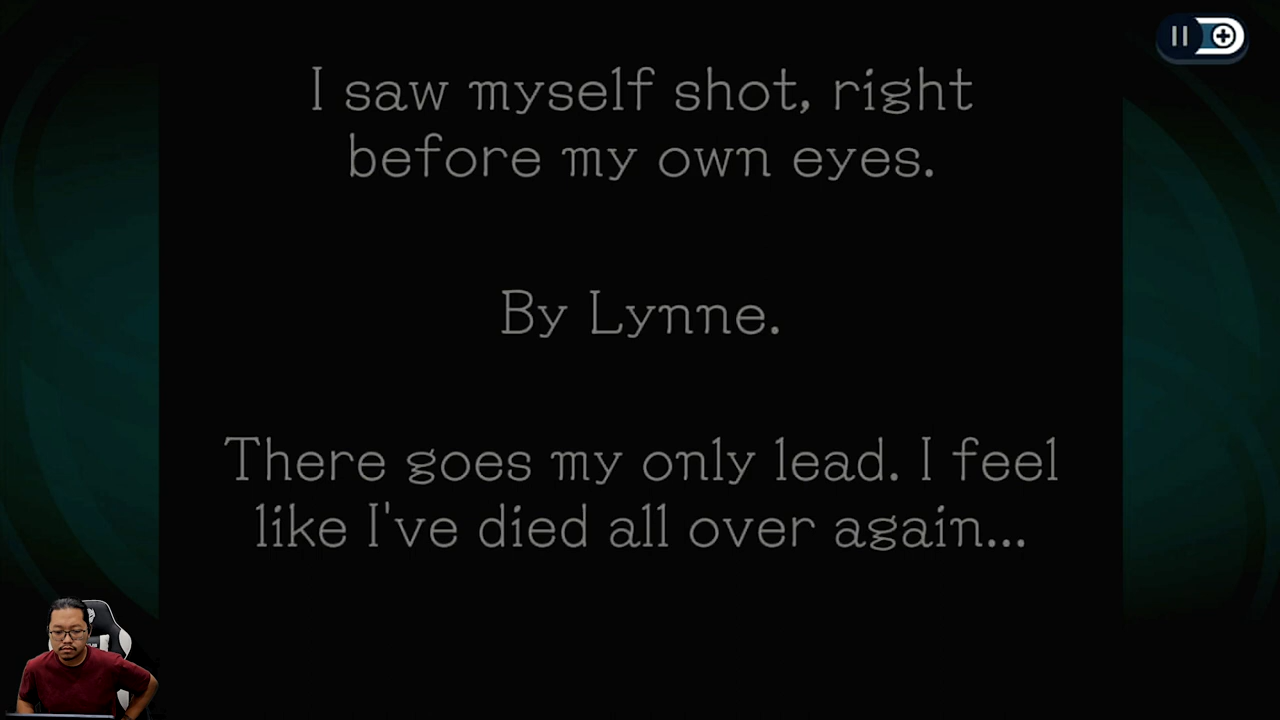 I saw myself shot, right
before my own eyes.
By Lynne.
There goes my only lead. I feel
like I've died all over again...